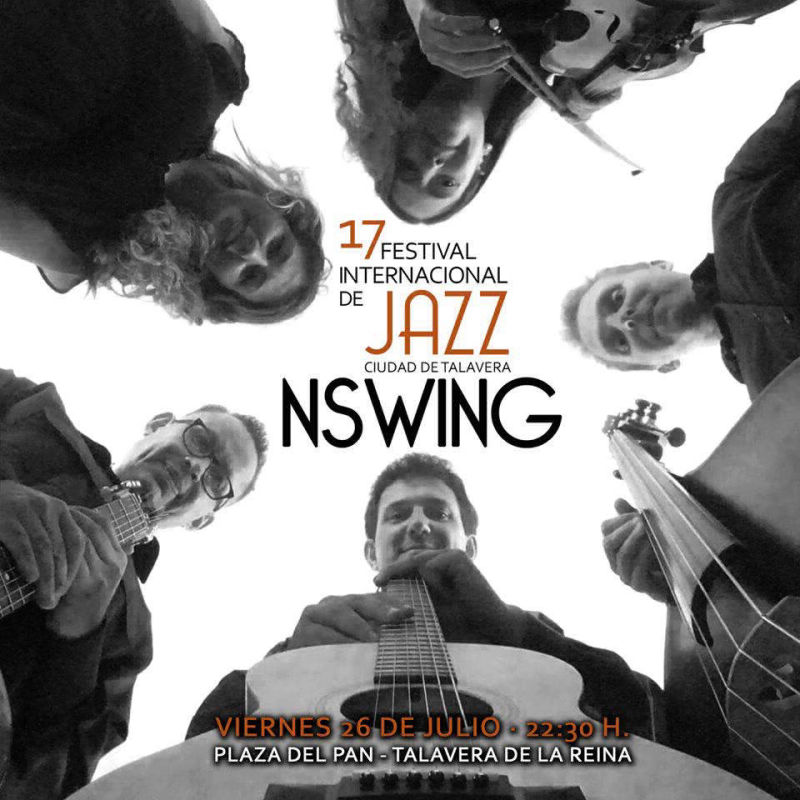 17 FESTIVAL
INTERNACIONAL
DE JAZZ
CIUDAD DE TALAVERA
NSWING
VIERNES 26 DE JULIO - 22:30 H.
PLAZA DEL PAN - TALAVERA DE LA REINA